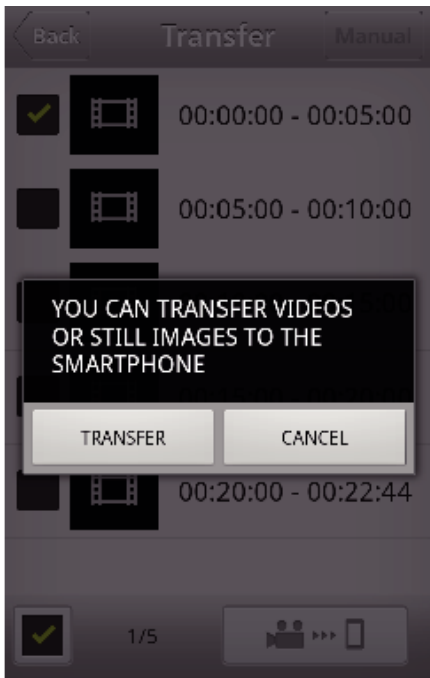 Back
Transfer
Manual
00:00:00 - 00:05:00
00:05:00 - 00:10:00
YOU CAN TRANSFER VIDEOS
OR STILL IMAGES TO THE
SMARTPHONE
TRANSFER
CANCEL
00:20:00 - 00:22:44
1/5